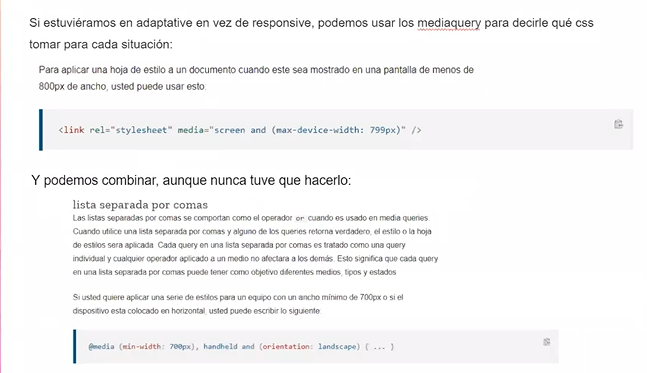 Si estuviéramos en adaptative en vez de responsive, podemos usar los mediaquery para decirle qué css
tomar para cada situación:
Para aplicar una hoja de estilo a un documento cuando este sea mostrado en una pantalla de menos de
800px de ancho, usted puede usar esto:
<link rel="stylesheet" media="screen and (max-device-width: 799px)" />
Y podemos combinar, aunque nunca tuve que hacerlo:
lista separada por comas
Las listas separadas por comas se comportan como el operador or cuando es usado en media queries
Cuando utilice una lista separada por comas y alguno de los queries retorna verdadero, el estilo o la hoja
de estilos sera aplicada. Cada query en una lista separada por comas es tratado como una query
individual y cualquier operador aplicado a un medio no afectara a los demás. Esto significa que cada query
en una lista separada por comas puede tener como objetivo diferentes medios, tipos y estados
Si usted quiere aplicar una serie de estilos para un equipo con un ancho mínimo de 700px o si el
dispositivo esta colocado en horizontal, usted puede escribir lo siguiente
@media (min-width: 700px), handheld and (orientation: landscape) { ... }